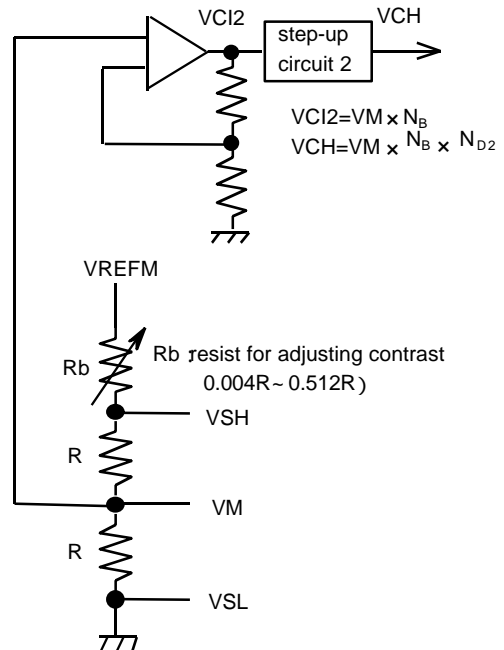 VCI2
VCH
step-up
circuit 2
VCI2=VM × NB
VCH=VM × NB × ND2
VREFM
Rb
Rb :resist for adjusting contrast
0.004R~ 0.512R)
VSH
R
VM
R
VSL